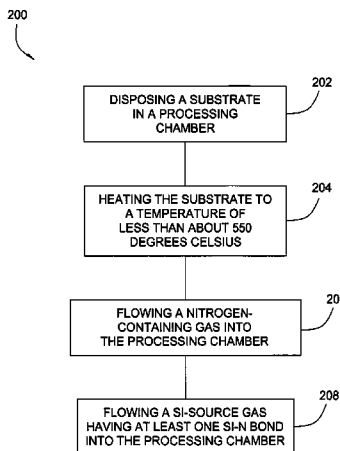 200
202
DISPOSING A SUBSTRATE
IN A PROCESSING
CHAMBER
204
HEATING THE SUBSTRATE TO
A TEMPERATURE OF
LESS THAN ABOUT 550
DEGREES CELSIUS
20
FLOWING A NITROGEN-
CONTAINING GAS INTO
THE PROCESSING CHAMBER
208
FLOWING A SI-SOURCE GAS
HAVING AT LEAST ONE SI-N BOND
INTO THE PROCESSING CHAMBER